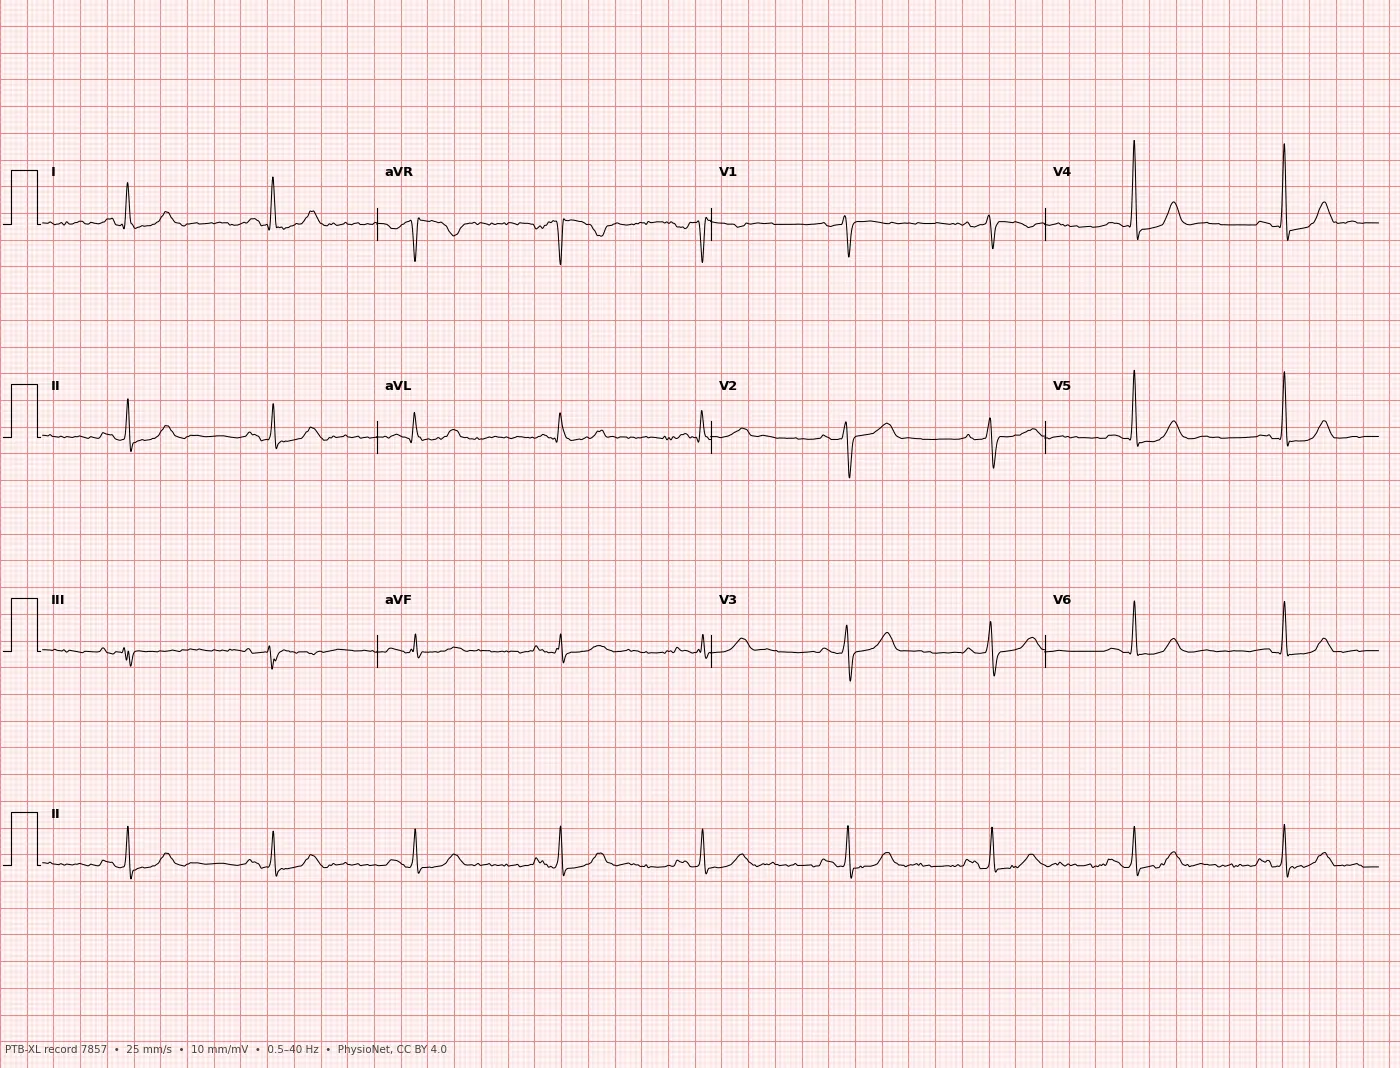 I aVR V1 V4
II aVL V2 V5
III aVF V3 V6
II
PTB-XL record 7857 • 25 mm/s • 10 mm/mV • 0.5–40 Hz • PhysioNet, CC BY 4.0